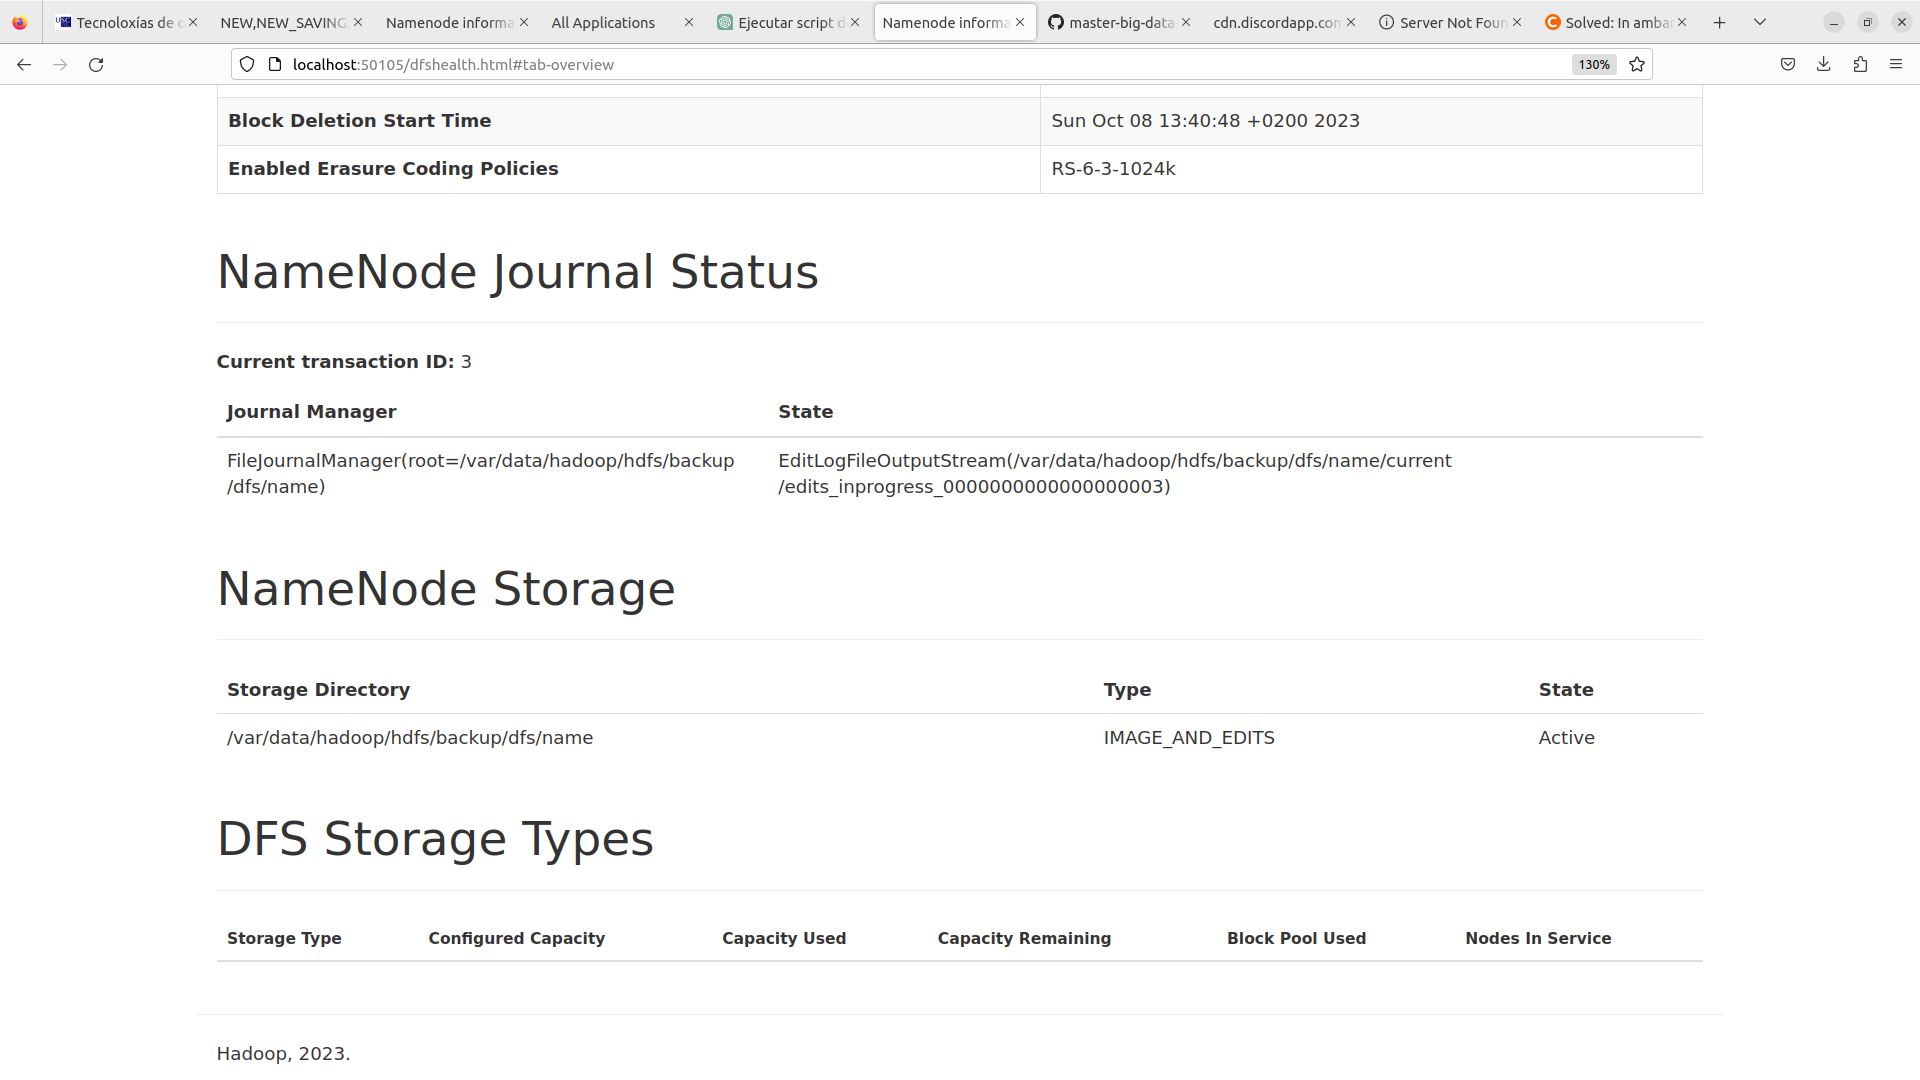 Tecnoloxías de c
NEW,NEW_SAVING,
Namenode informa
All Applications
Ejecutar script d
Namenode informa
master-big-data-
cdn.discordapp.com
Server Not Foun
Solved: In amba
localhost:50105/dfshealth.html#tab-overview
130%
Block Deletion Start Time Sun Oct 08 13:40:48 +0200 2023
Enabled Erasure Coding Policies RS-6-3-1024k
NameNode Journal Status
Current transaction ID: 3
Journal Manager State
FileJournalManager(root=/var/data/hadoop/hdfs/backup EditLogFileOutputStream(/var/data/hadoop/hdfs/backup/dfs/name/current
/dfs/name) /edits_inprogress_0000000000000000003)
NameNode Storage
Storage Directory Type State
/var/data/hadoop/hdfs/backup/dfs/name IMAGE_AND_EDITS Active
DFS Storage Types
Storage Type Configured Capacity Capacity Used Capacity Remaining Block Pool Used Nodes In Service
Hadoop, 2023.